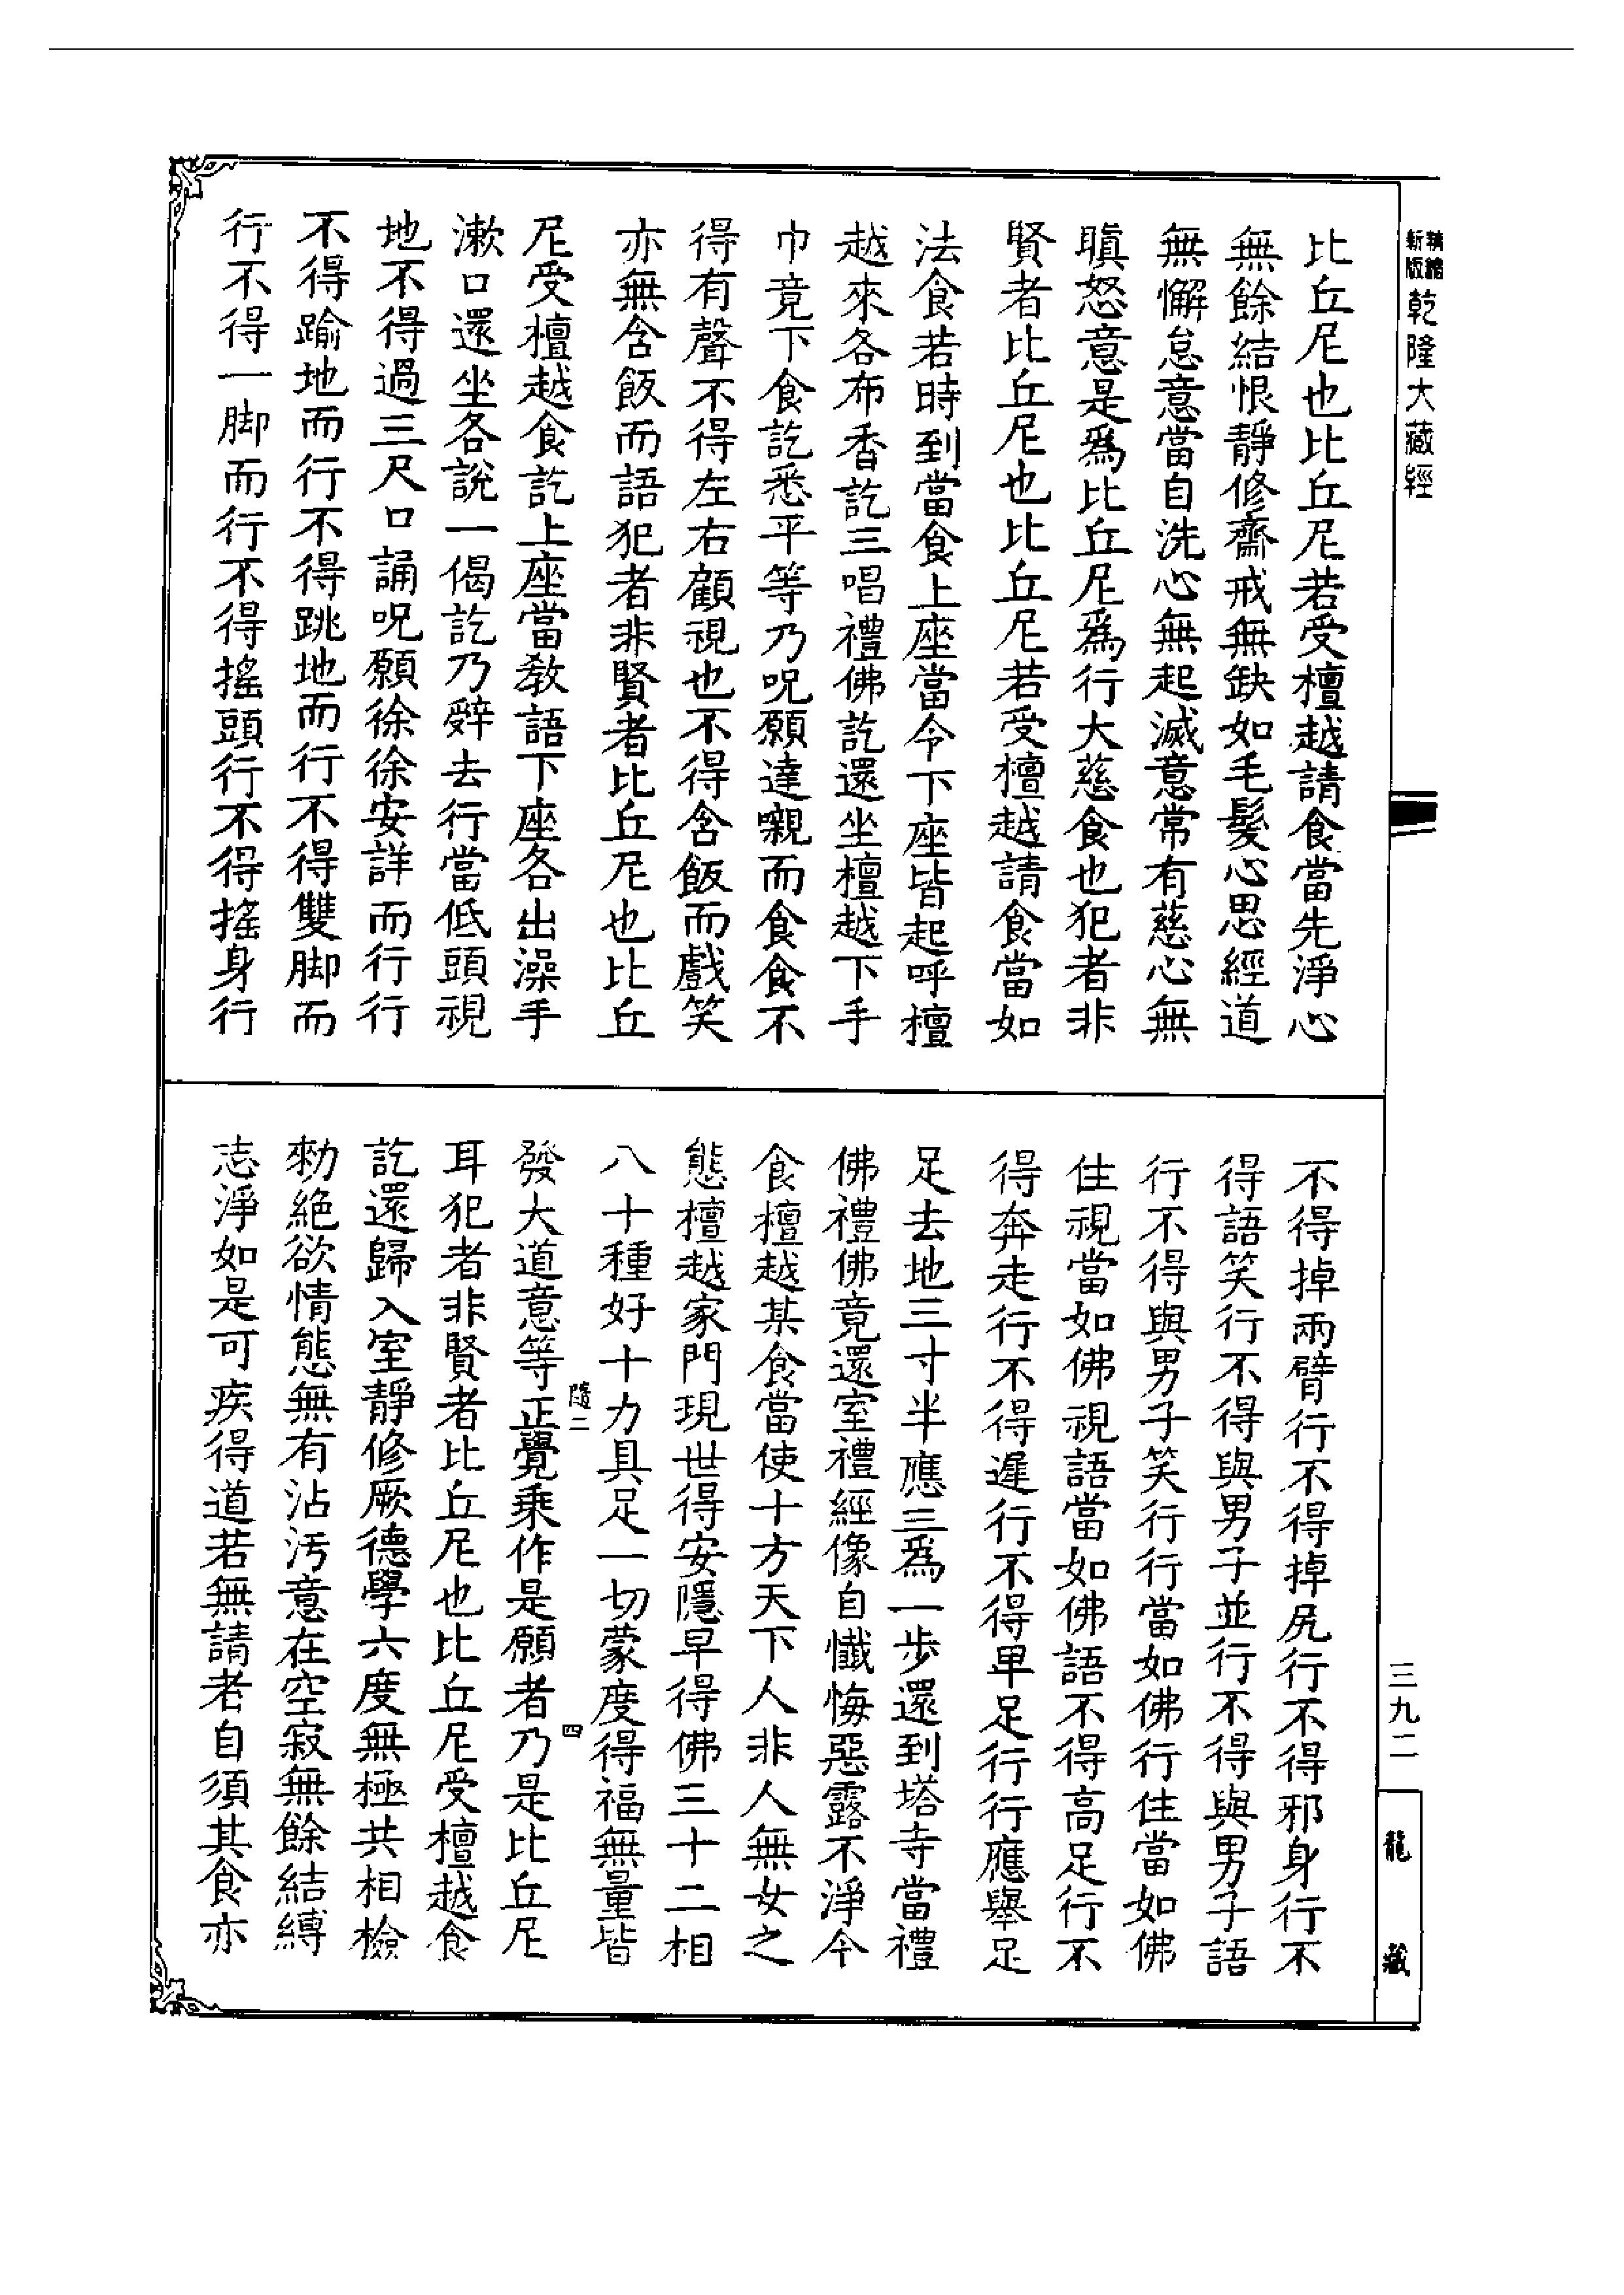 精縮新版乾隆大藏經
比丘尼也比丘尼若受檀越請食當先淨心
無餘結恨靜修齋戒無缺如毛髮心思經道
無懈怠意當自洗心無起滅意常有慈心無
瞋怒意是爲比丘尼爲行大慈食也犯者非
賢者比丘尼也比丘尼若受檀越請食當如
法食若時到當食上座當令下座皆起呼檀
越來各布香訖三唱禮佛訖還坐檀越下手
巾竟下食訖悉平等乃呪願達嚫而食食不
得有聲不得左右顧視也不得含飯而戲笑
亦無含飯而語犯者非賢者比丘尼也比丘
尼受檀越食訖上座當教語下座各出澡手
漱口還坐各說一偈訖乃辭去行當低頭視
地不得過三尺口誦呪願徐徐安詳而行行
不得踰地而行不得跳地而行不得雙脚而
行不得一脚而行不得搖頭行不得搖身行
不得掉兩臂行不得掉尻行不得邪身行不
得語笑行不得與男子並行不得與男子語
行不得與男子笑行行當如佛行住當如佛
住視當如佛視語當如佛語不得高足行不
得奔走行不得遲行不得卑足行行應舉足
足去地三寸半應三爲一步還到塔寺當禮
佛禮佛竟還室禮經像自懺悔惡露不淨今
食檀越某食當使十方天下人非人無女之
態檀越家門現世得安隱早得佛三十二相
八十種好十力具足一切蒙度得福無量皆
發大道意等正覺乘作是願者乃是比丘尼
隨二
四
耳犯者非賢者比丘尼也比丘尼受檀越食
訖還歸入室靜修厥德學六度無極共相檢
勑絕欲情態無有沾污意在空寂無餘結縛
志淨如是可疾得道若無請者自須其食亦
三九二
龍藏